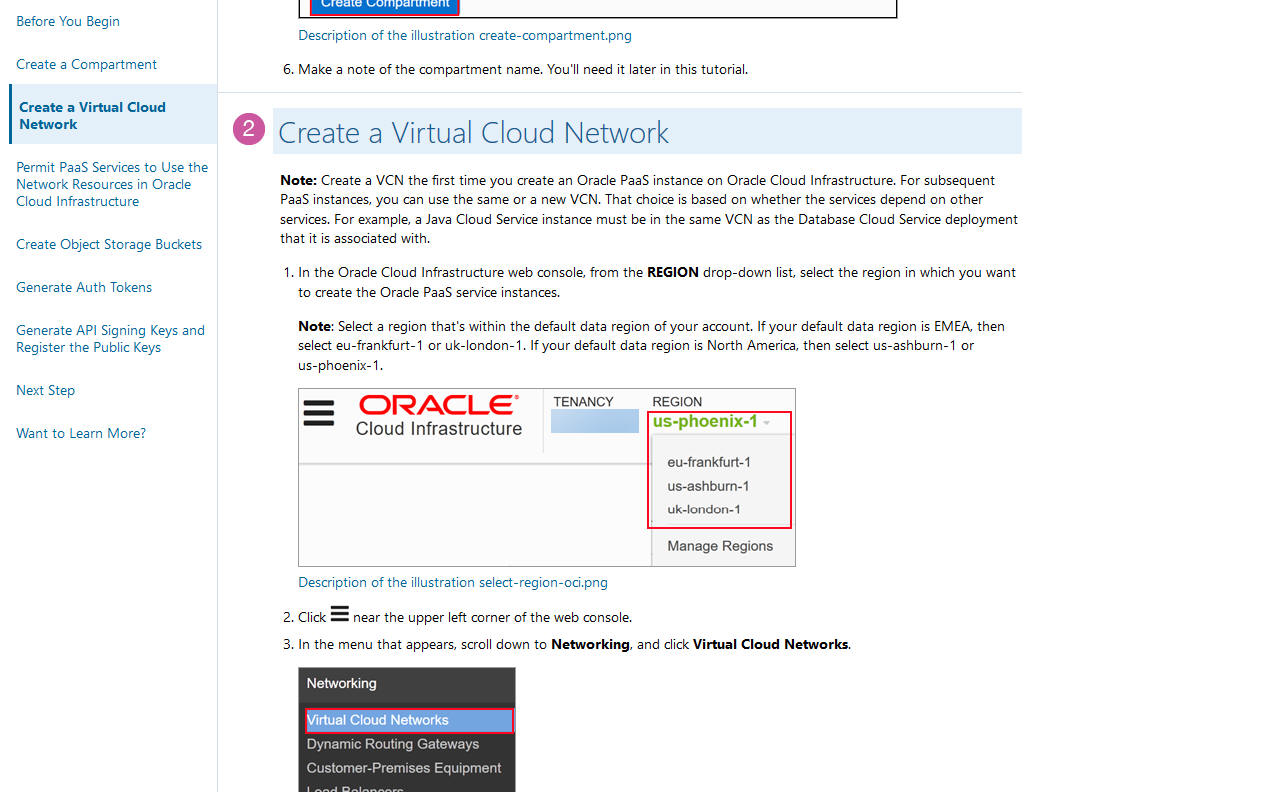 Before You Begin
Create a Compartment
Create a Virtual Cloud
Network
Permit PaaS Services to Use the
Network Resources in Oracle
Cloud Infrastructure
Create Object Storage Buckets
Generate Auth Tokens
Generate API Signing Keys and
Register the Public Keys
Next Step
Want to Learn More?
Create Compartment
Description of the illustration create-compartment.png
6. Make a note of the compartment name. You'll need it later in this tutorial.
2 Create a Virtual Cloud Network
Note: Create a VCN the first time you create an Oracle PaaS instance on Oracle Cloud Infrastructure. For subsequent
PaaS instances, you can use the same or a new VCN. That choice is based on whether the services depend on other
services. For example, a Java Cloud Service instance must be in the same VCN as the Database Cloud Service deployment
that it is associated with.
1. In the Oracle Cloud Infrastructure web console, from the REGION drop-down list, select the region in which you want
to create the Oracle PaaS service instances.
Note: Select a region that's within the default data region of your account. If your default data region is EMEA, then
select eu-frankfurt-1 or uk-london-1. If your default data region is North America, then select us-ashburn-1 or
us-phoenix-1.
ORACLE®
Cloud Infrastructure
TENANCY
REGION
us-phoenix-1
eu-frankfurt-1
us-ashburn-1
uk-london-1
Manage Regions
Description of the illustration select-region-oci.png
2. Click near the upper left corner of the web console.
3. In the menu that appears, scroll down to Networking, and click Virtual Cloud Networks.
Networking
Virtual Cloud Networks
Dynamic Routing Gateways
Customer-Premises Equipment
Load Balancers